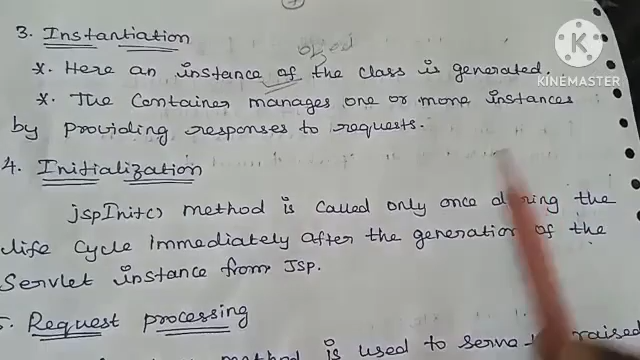 3. Instantiation
object
*. Here an instance of the class is generated.
*. The Container manages one or more instances
by providing responses to requests.
4. Initialization
jspInit() method is called only once during the
life cycle immediately after the generation of the
Servlet instance from JSP.
5. Request processing
method is used to serve raised
KINEMASTER